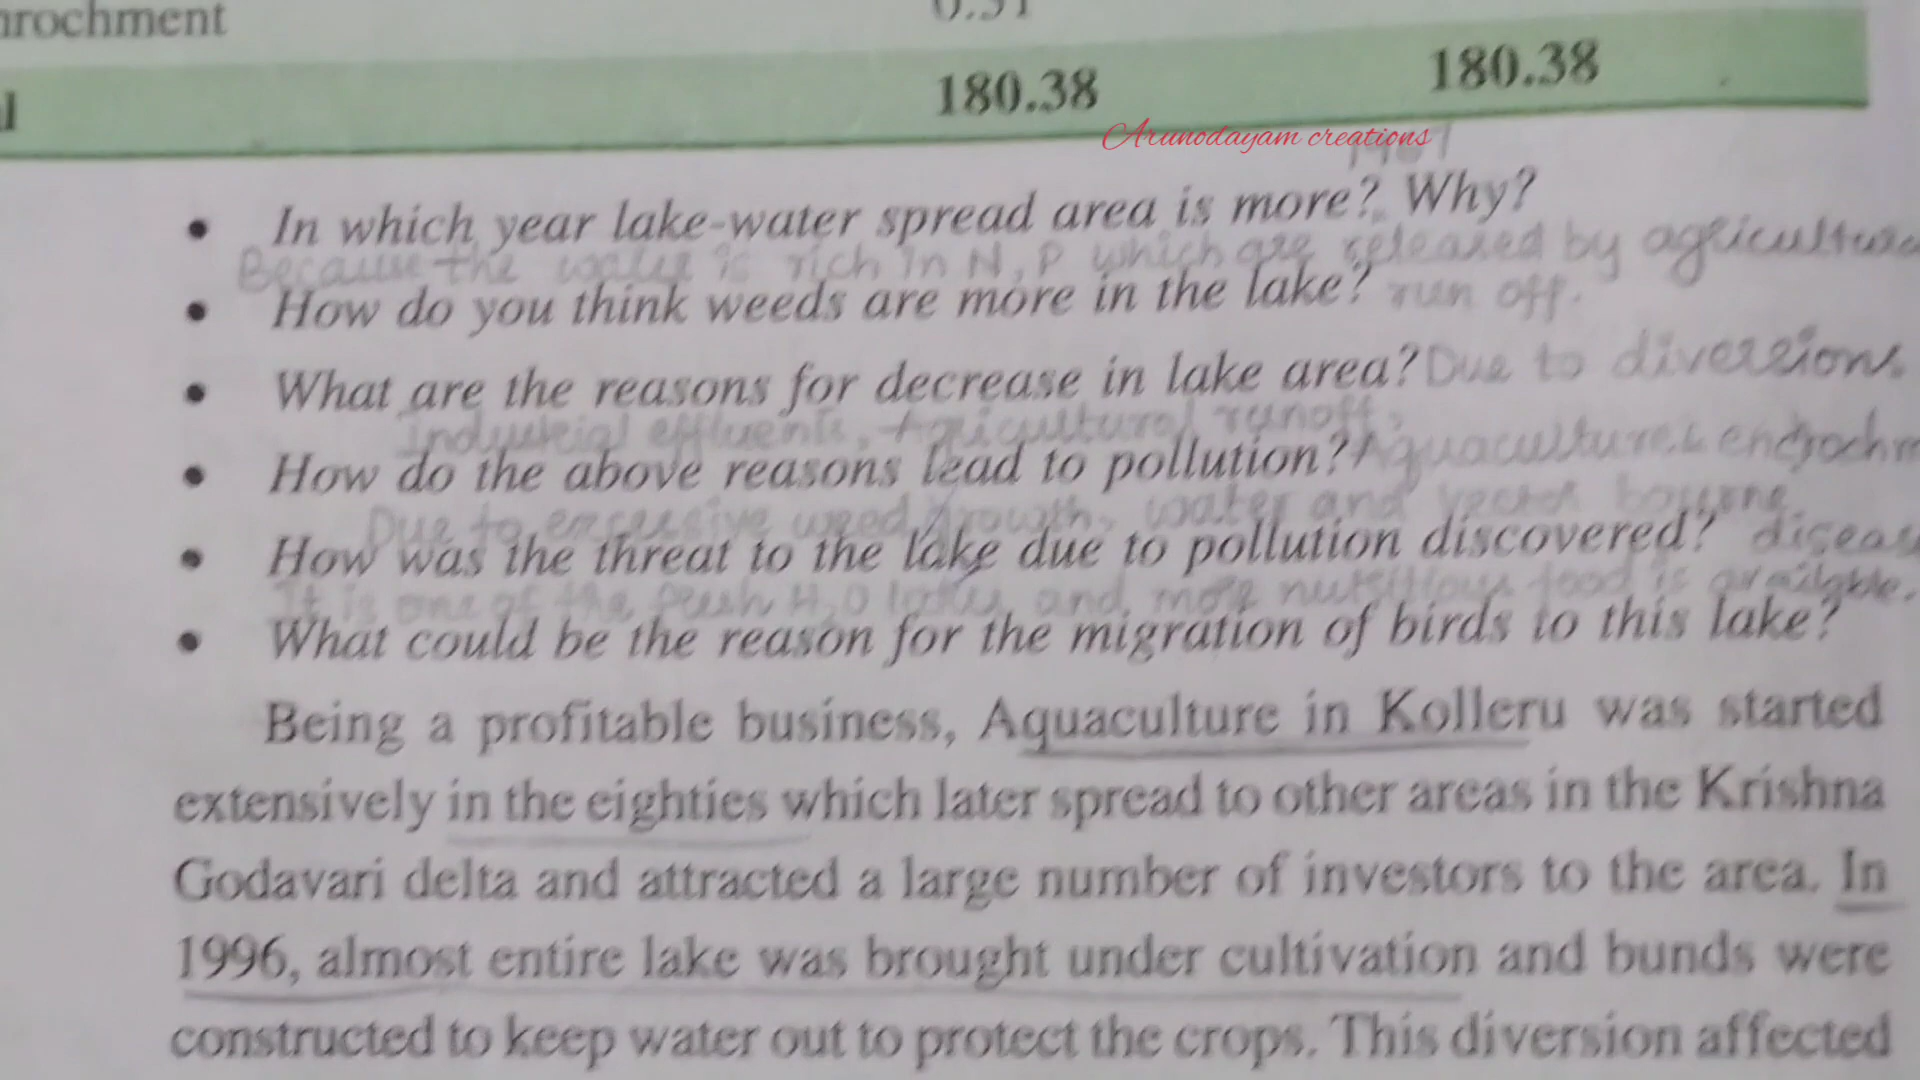 nrochment 0.31
180.38 180.38
Arunodayam creations
1967
• In which year lake-water spread area is more? Why?
Because the water is rich in N, P which are released by agricultura
• How do you think weeds are more in the lake? run off.
• What are the reasons for decrease in lake area? Due to diversions.
industrial effluents, Agricultural runoff,
• How do the above reasons lead to pollution? Aquaculture &
Due to excessive weed growth, water and vector
• How was the threat to the lake due to pollution discovered? diseas
It is one of the fresh H2O lakes and more nutritious food is available.
• What could be the reason for the migration of birds to this lake?
Being a profitable business, Aquaculture in Kolleru was started
extensively in the eighties which later spread to other areas in the Krishna
Godavari delta and attracted a large number of investors to the area. In
1996, almost entire lake was brought under cultivation and bunds were
constructed to keep water out to protect the crops. This diversion affected